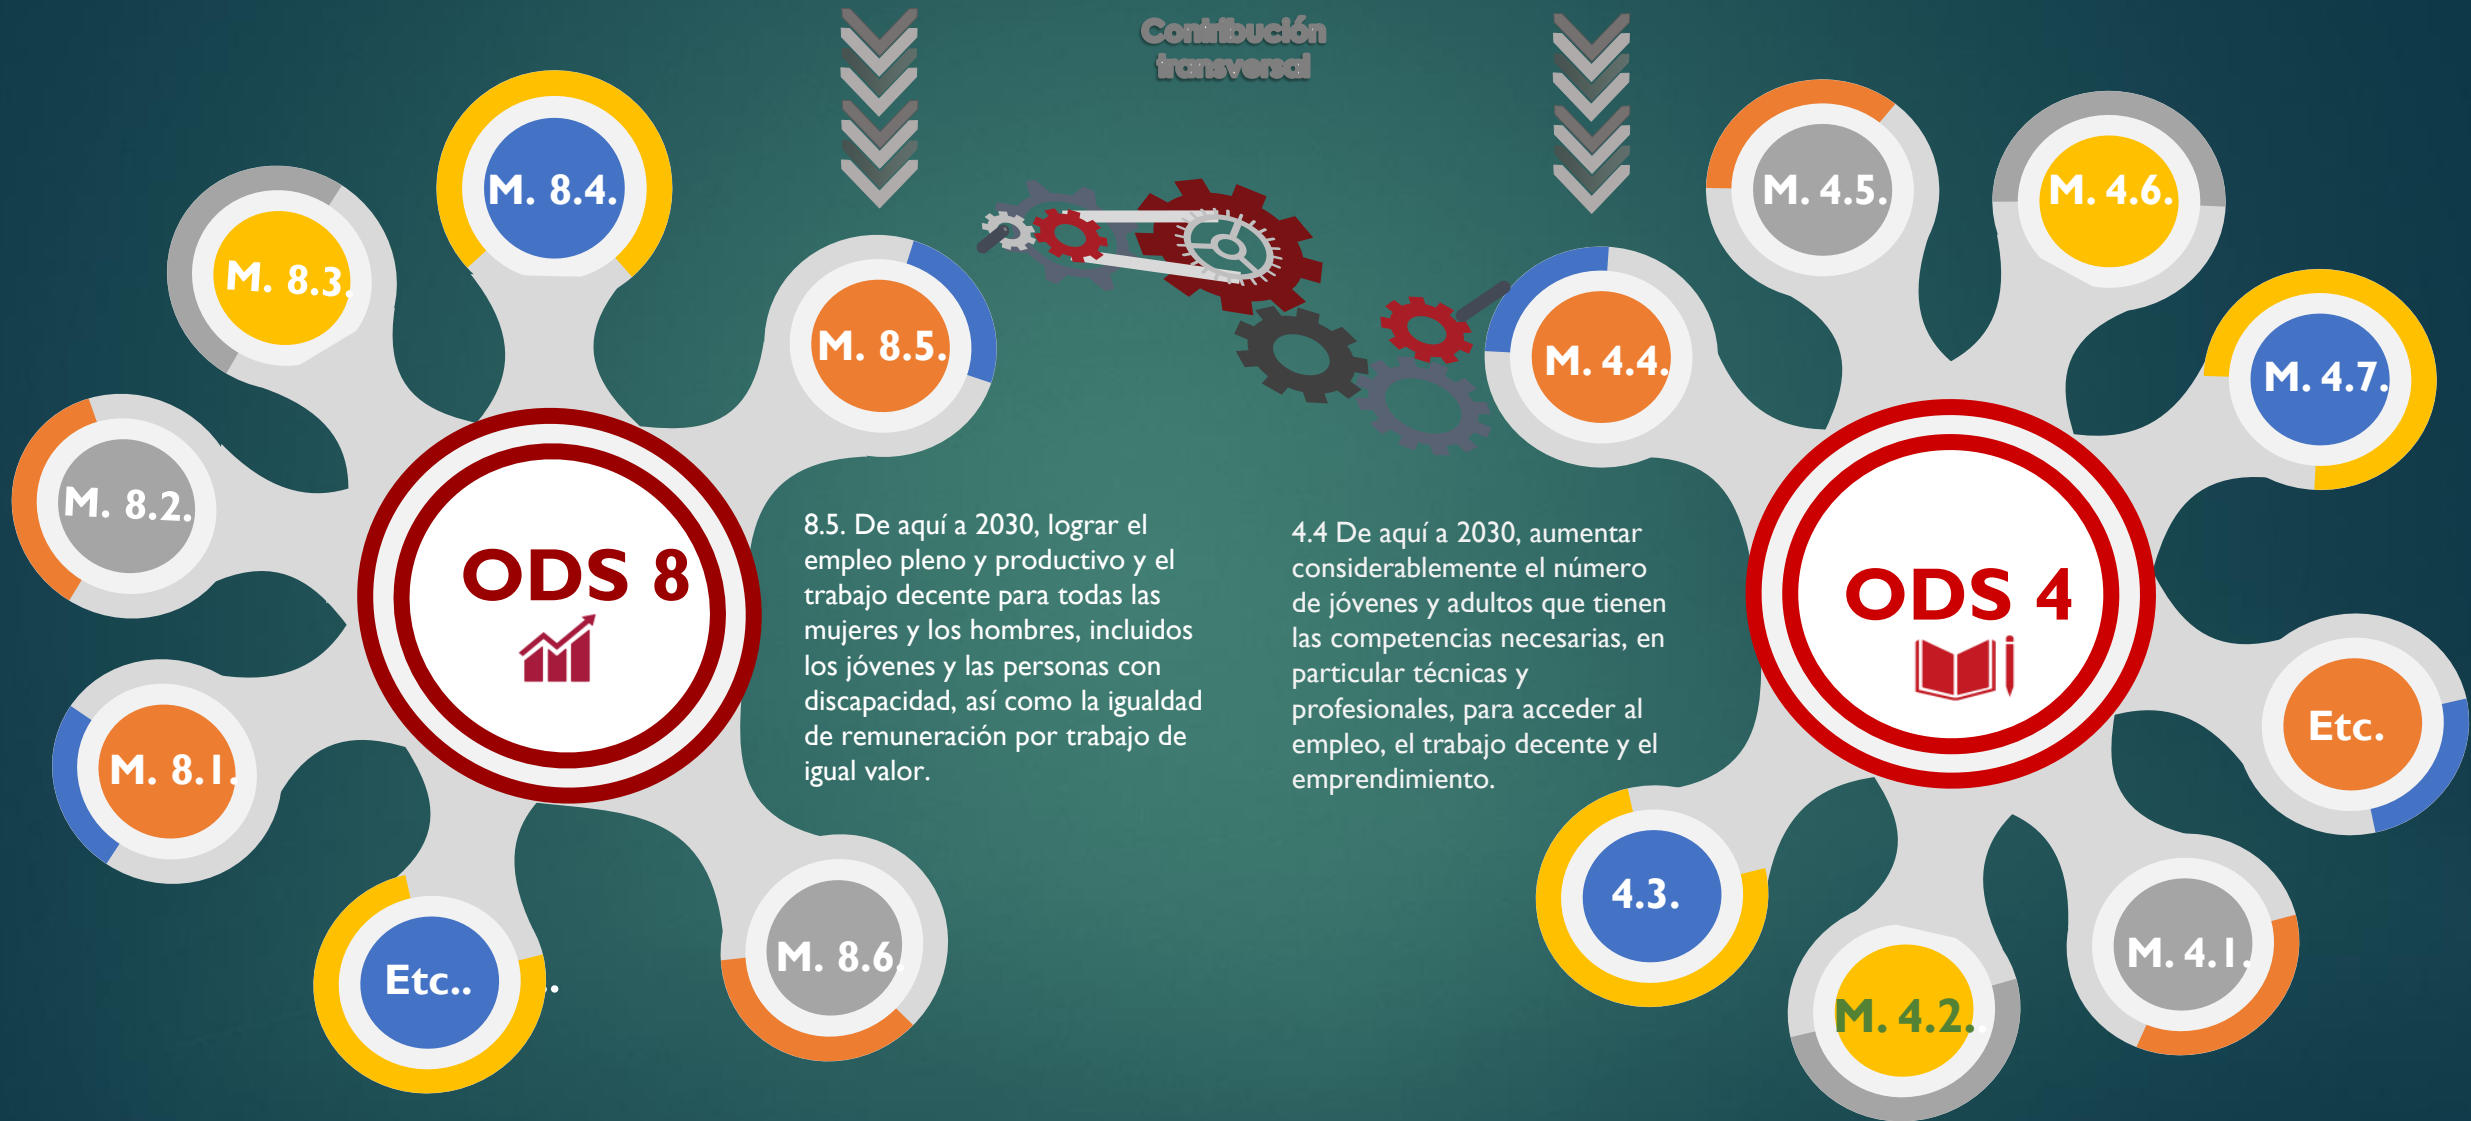 Contribución
transversal
M. 8.4.
M. 8.3.
M. 8.5.
M. 8.2.
M. 8.1.
ODS 8
Etc..
..
M. 8.6.
8.5. De aquí a 2030, lograr el
empleo pleno y productivo y el
trabajo decente para todas las
mujeres y los hombres, incluidos
los jóvenes y las personas con
discapacidad, así como la igualdad
de remuneración por trabajo de
igual valor.
M. 4.5.
M. 4.6.
M. 4.4.
M. 4.7.
4.4 De aquí a 2030, aumentar
considerablemente el número
de jóvenes y adultos que tienen
las competencias necesarias, en
particular técnicas y
profesionales, para acceder al
empleo, el trabajo decente y el
emprendimiento.
ODS 4
Etc.
4.3.
M. 4.1.
M. 4.2..